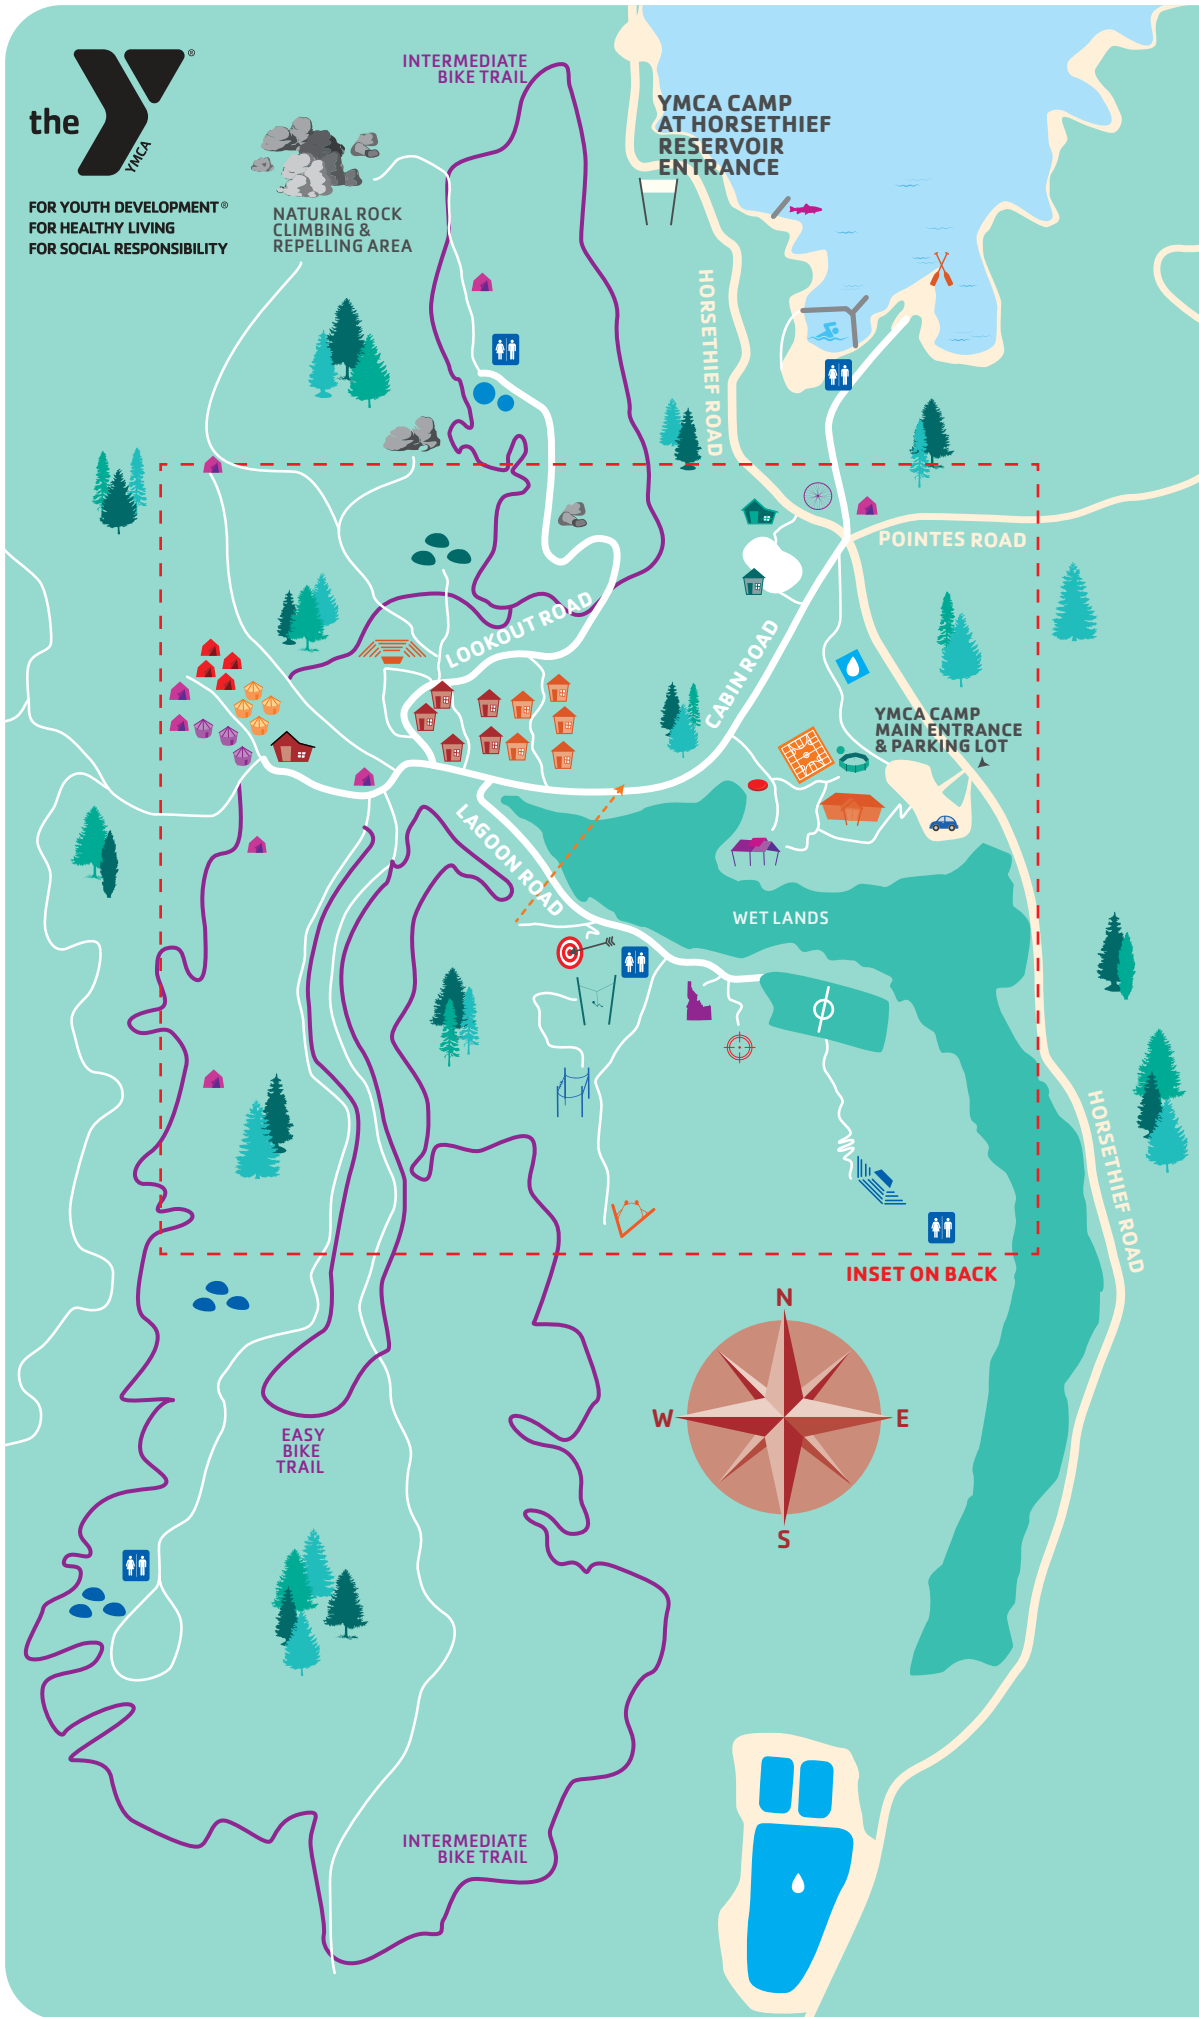 the
YMCA
®
FOR YOUTH DEVELOPMENT®
FOR HEALTHY LIVING
FOR SOCIAL RESPONSIBILITY
INTERMEDIATE
BIKE TRAIL
YMCA CAMP
AT HORSETHIEF
RESERVOIR
ENTRANCE
NATURAL ROCK
CLIMBING &
REPELLING AREA
HORSETHIEF ROAD
POINTES ROAD
LOOKOUT ROAD
CABIN ROAD
YMCA CAMP
MAIN ENTRANCE
& PARKING LOT
LAGOON ROAD
WET LANDS
HORSETHIEF ROAD
INSET ON BACK
N
W
E
S
EASY
BIKE
TRAIL
INTERMEDIATE
BIKE TRAIL